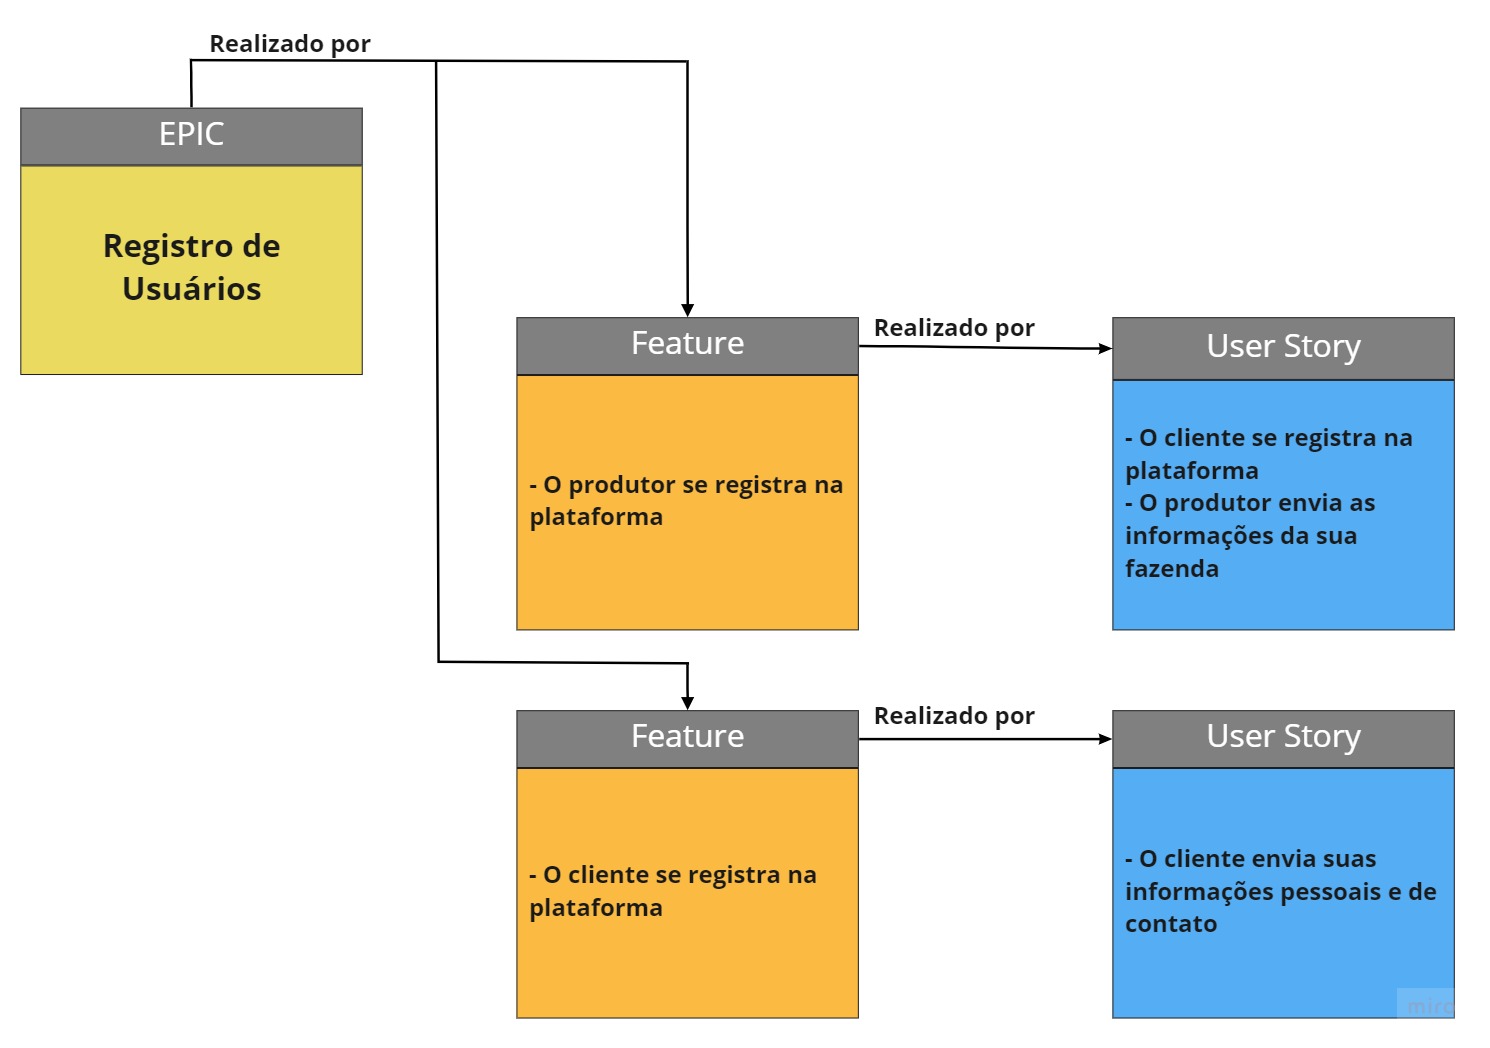 Realizado por
EPIC
Registro de
Usuários
Feature
- O produtor se registra na
plataforma
Realizado por
User Story
- O cliente se registra na
plataforma
- O produtor envia as
informações da sua
fazenda
Feature
- O cliente se registra na
plataforma
Realizado por
User Story
- O cliente envia suas
informações pessoais e de
contato
miro